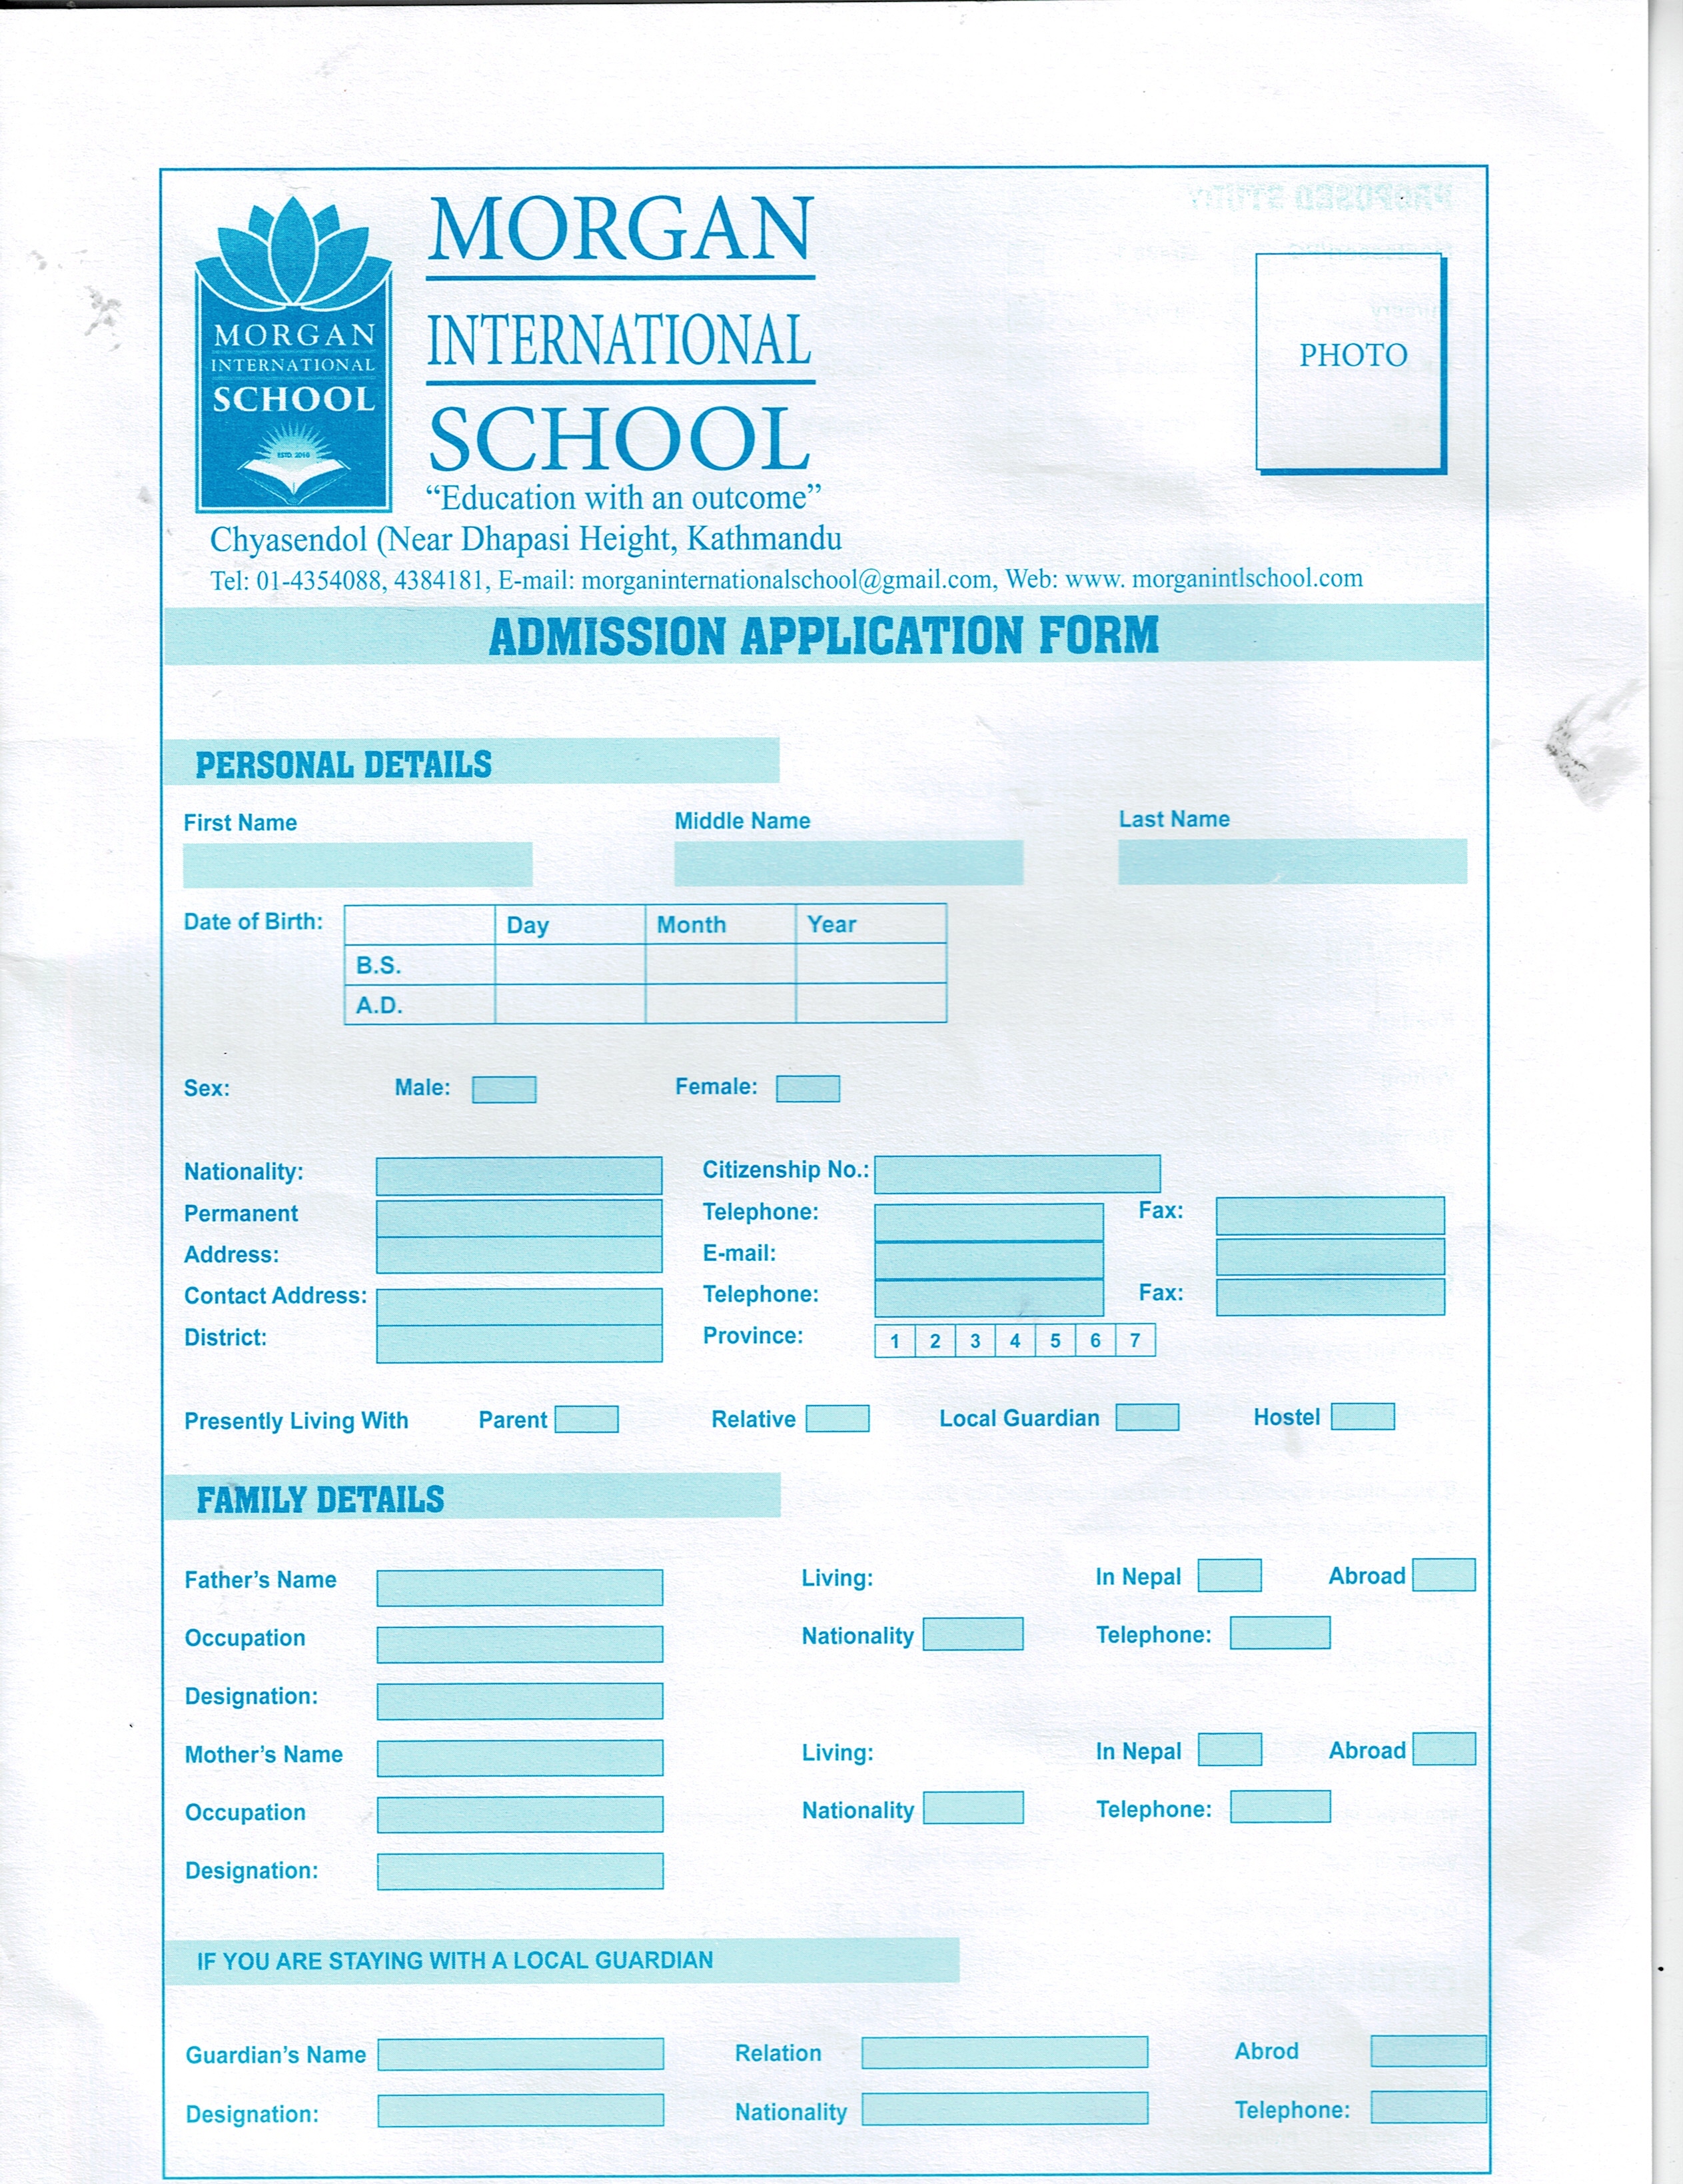 MORGAN
INTERNATIONAL
SCHOOL
ESTD. 2010
MORGAN
INTERNATIONAL
SCHOOL
“Education with an outcome”
PHOTO
Chyasendol (Near Dhapasi Height, Kathmandu
Tel: 01-4354088, 4384181, E-mail: morganinternationalschool@gmail.com, Web: www. morganintlschool.com
ADMISSION APPLICATION FORM
PERSONAL DETAILS
First Name Middle Name Last Name
Date of Birth: Day Month Year
B.S.
A.D.
Sex: Male: Female:
Nationality: Citizenship No.:
Permanent Telephone: Fax:
Address: E-mail:
Contact Address: Telephone: Fax:
District: Province: 1 2 3 4 5 6 7
Presently Living With Parent Relative Local Guardian Hostel
FAMILY DETAILS
Father’s Name Living: In Nepal Abroad
Occupation Nationality Telephone:
Designation:
Mother’s Name Living: In Nepal Abroad
Occupation Nationality Telephone:
Designation:
IF YOU ARE STAYING WITH A LOCAL GUARDIAN
Guardian’s Name Relation Abrod
Designation: Nationality Telephone: